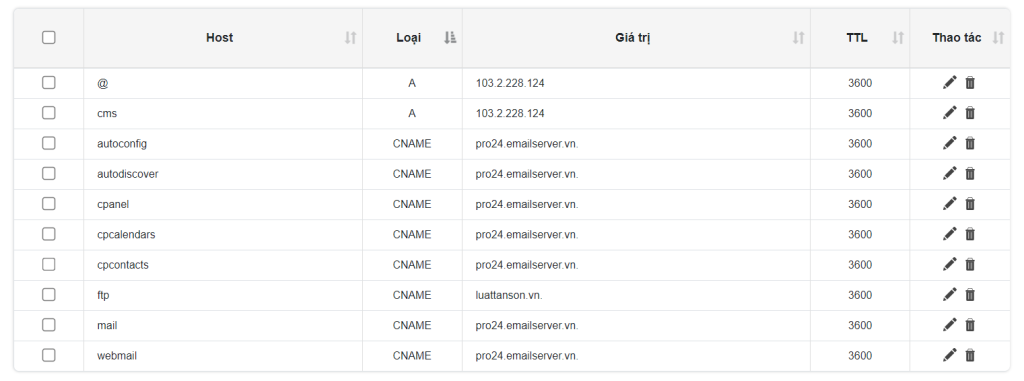 Host Loại Giá trị TTL Thao tác
@ A 103.2.228.124 3600
cms A 103.2.228.124 3600
autoconfig CNAME pro24.emailserver.vn. 3600
autodiscover CNAME pro24.emailserver.vn. 3600
cpanel CNAME pro24.emailserver.vn. 3600
cpcalendars CNAME pro24.emailserver.vn. 3600
cpcontacts CNAME pro24.emailserver.vn. 3600
ftp CNAME luattanson.vn. 3600
mail CNAME pro24.emailserver.vn. 3600
webmail CNAME pro24.emailserver.vn. 3600